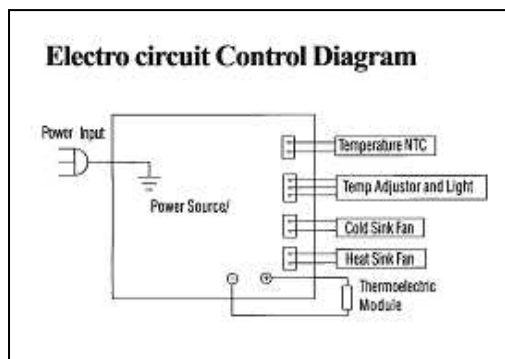 Electro circuit Control Diagram
Power Input
Temperature NTC
Temp Adjustor and Light
Power Source/
Cold Sink Fan
Heat Sink Fan
Thermoelectric
Module